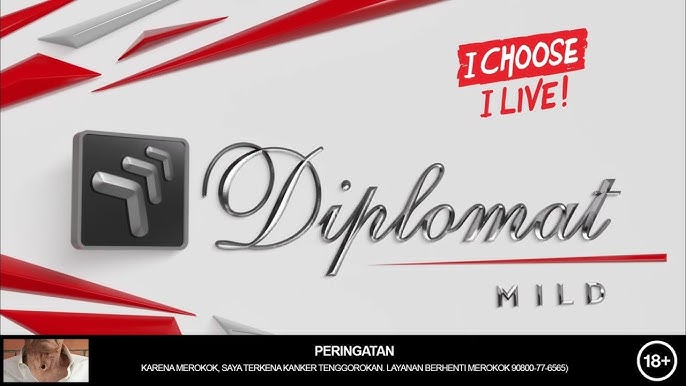 I CHOOSE
I LIVE!
Diplomat
MILD
PERINGATAN
KARENA MEROKOK, SAYA TERKENA KANKER TENGGOROKAN. LAYANAN BERHENTI MEROKOK 90800-77-6565)
18+